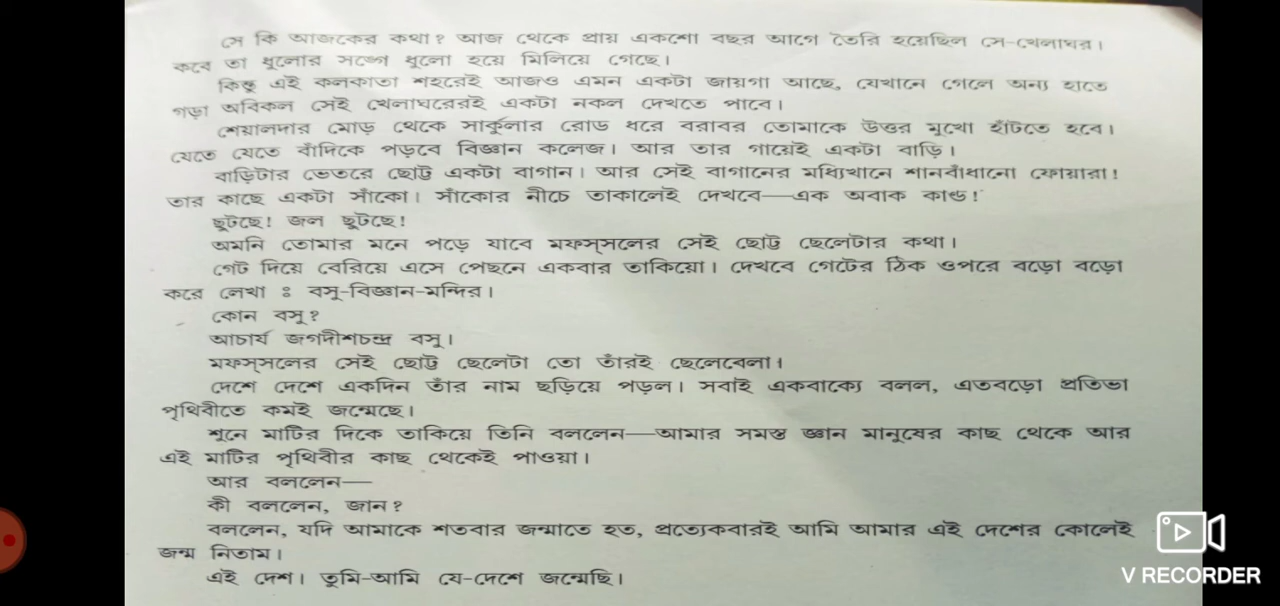 সে কি আজকের কথা? আজ থেকে প্রায় একশো বছর আগে তৈরি হয়েছিল সে-খেলাঘর।
কবে তা ধুলোর সঙ্গে ধুলো হয়ে মিলিয়ে গেছে।
কিন্তু এই কলকাতা শহরেই আজও এমন একটা জায়গা আছে, যেখানে গেলে অন্য হাতে
গড়া অবিকল সেই খেলাঘরেরই একটা নকল দেখতে পাবে।
শেয়ালদার মোড় থেকে সার্কুলার রোড ধরে বরাবর তোমাকে উত্তর মুখো হাঁটতে হবে।
যেতে যেতে বাঁদিকে পড়বে বিজ্ঞান কলেজ। আর তার গায়েই একটা বাড়ি।
বাড়িটার ভেতরে ছোট্ট একটা বাগান। আর সেই বাগানের মধ্যিখানে শানবাঁধানো ফোয়ারা!
তার কাছে একটা সাঁকো। সাঁকোর নীচে তাকালেই দেখবে—এক অবাক কাণ্ড!
ছুটছে! জল ছুটছে!
অমনি তোমার মনে পড়ে যাবে মফস্‌সলের সেই ছোট্ট ছেলেটার কথা।
গেট দিয়ে বেরিয়ে এসে পেছনে একবার তাকিয়ো। দেখবে গেটের ঠিক ওপরে বড়ো বড়ো
করে লেখা : বসু-বিজ্ঞান-মন্দির।
কোন বসু?
আচার্য জগদীশচন্দ্র বসু।
মফস্‌সলের সেই ছোট্ট ছেলেটা তো তাঁরই ছেলেবেলা।
দেশে দেশে একদিন তাঁর নাম ছড়িয়ে পড়ল। সবাই একবাক্যে বলল, এতবড়ো প্রতিভা
পৃথিবীতে কমই জন্মেছে।
শুনে মাটির দিকে তাকিয়ে তিনি বললেন—আমার সমস্ত জ্ঞান মানুষের কাছ থেকে আর
এই মাটির পৃথিবীর কাছ থেকেই পাওয়া।
আর বললেন—
কী বললেন, জান?
বললেন, যদি আমাকে শতবার জন্মাতে হত, প্রত্যেকবারই আমি আমার এই দেশের কোলেই
জন্ম নিতাম।
এই দেশ। তুমি-আমি যে-দেশে জন্মেছি।
V RECORDER